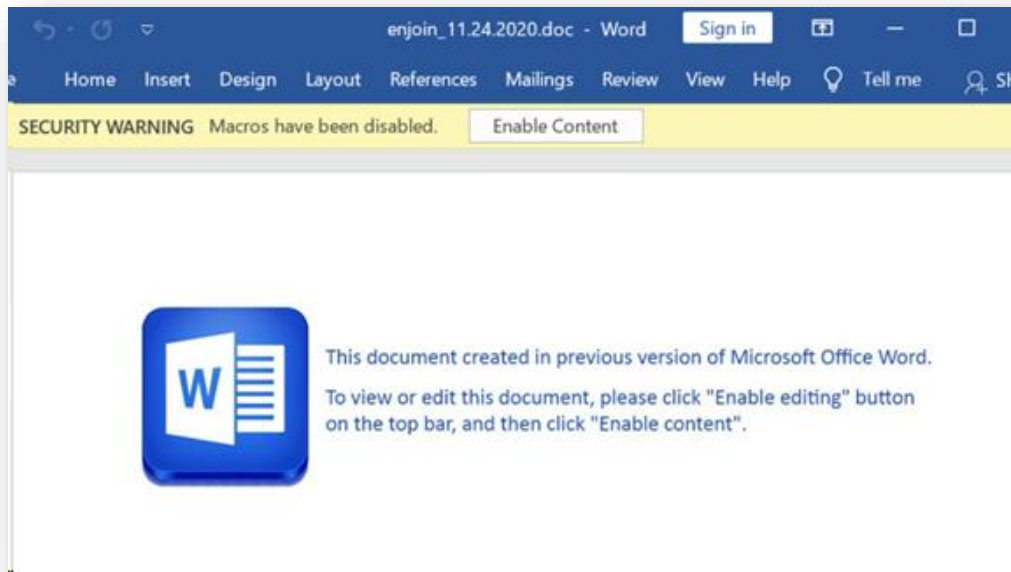 enjoin_11.24.2020.doc - Word Sign in
Home Insert Design Layout References Mailings Review View Help Tell me
SECURITY WARNING Macros have been disabled. Enable Content
W
This document created in previous version of Microsoft Office Word.
To view or edit this document, please click "Enable editing" button
on the top bar, and then click "Enable content".